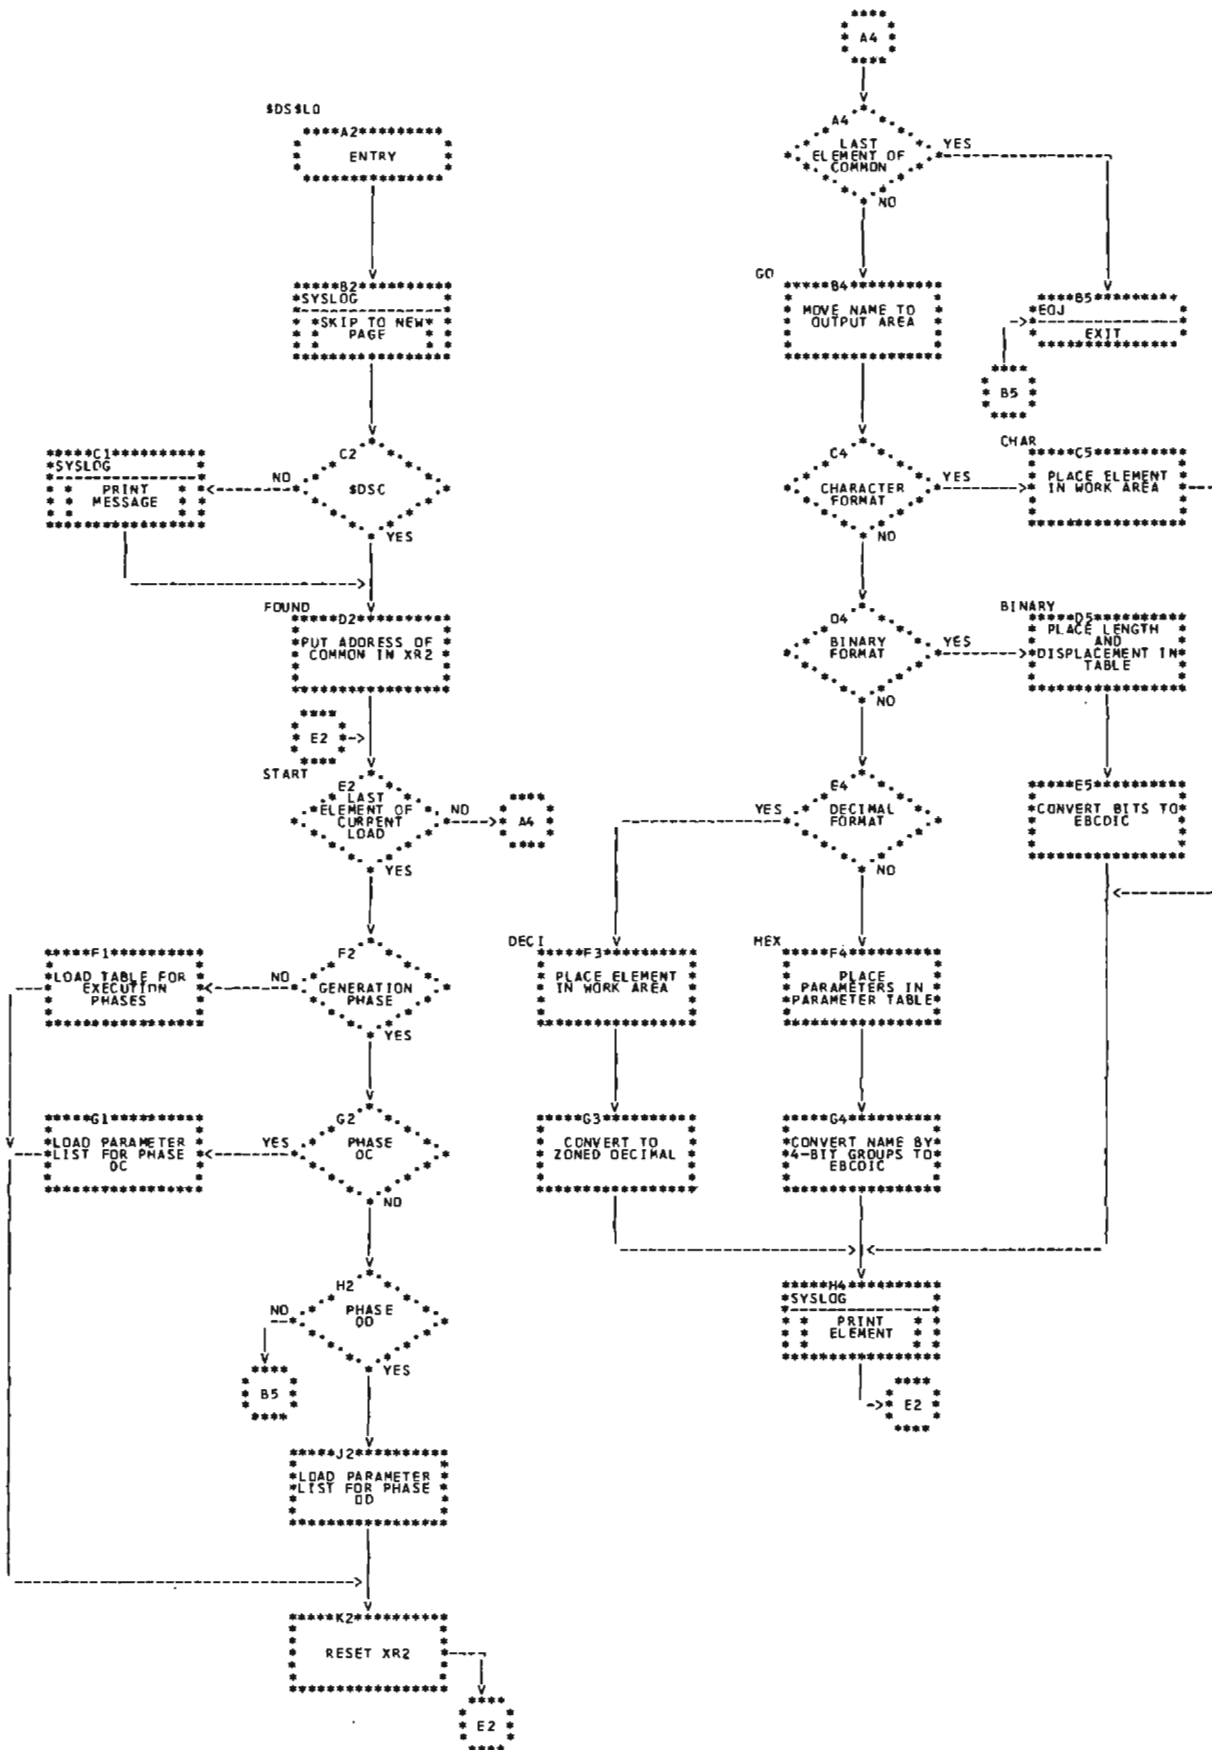 $DS$LO
A2
ENTRY
B2
SYSLOG
SKIP TO NEW
PAGE
C2
$DSC
NO
YES
C1
SYSLOG
PRINT
MESSAGE
FOUND
D2
PUT ADDRESS OF
COMMON IN XR2
E2
START
E2
LAST
ELEMENT OF
CURRENT
LOAD
NO
A4
YES
F2
GENERATION
PHASE
NO
YES
F1
LOAD TABLE FOR
EXECUTION
PHASES
G2
PHASE
OC
YES
NO
G1
LOAD PARAMETER
LIST FOR PHASE
OC
H2
PHASE
OD
NO
B5
YES
J2
LOAD PARAMETER
LIST FOR PHASE
OD
K2
RESET XR2
E2
A4
A4
LAST
ELEMENT OF
COMMON
YES
NO
GO
B4
MOVE NAME TO
OUTPUT AREA
B5
EOJ
EXIT
B5
C4
CHARACTER
FORMAT
YES
NO
CHAR
C5
PLACE ELEMENT
IN WORK AREA
D4
BINARY
FORMAT
YES
NO
BINARY
D5
PLACE LENGTH
AND
DISPLACEMENT IN
TABLE
E4
DECIMAL
FORMAT
YES
NO
E5
CONVERT BITS TO
EBCDIC
DECI
F3
PLACE ELEMENT
IN WORK AREA
HEX
F4
PLACE
PARAMETERS IN
PARAMETER TABLE
G3
CONVERT TO
ZONED DECIMAL
G4
CONVERT NAME BY
4-BIT GROUPS TO
EBCDIC
H4
SYSLOG
PRINT
ELEMENT
E2